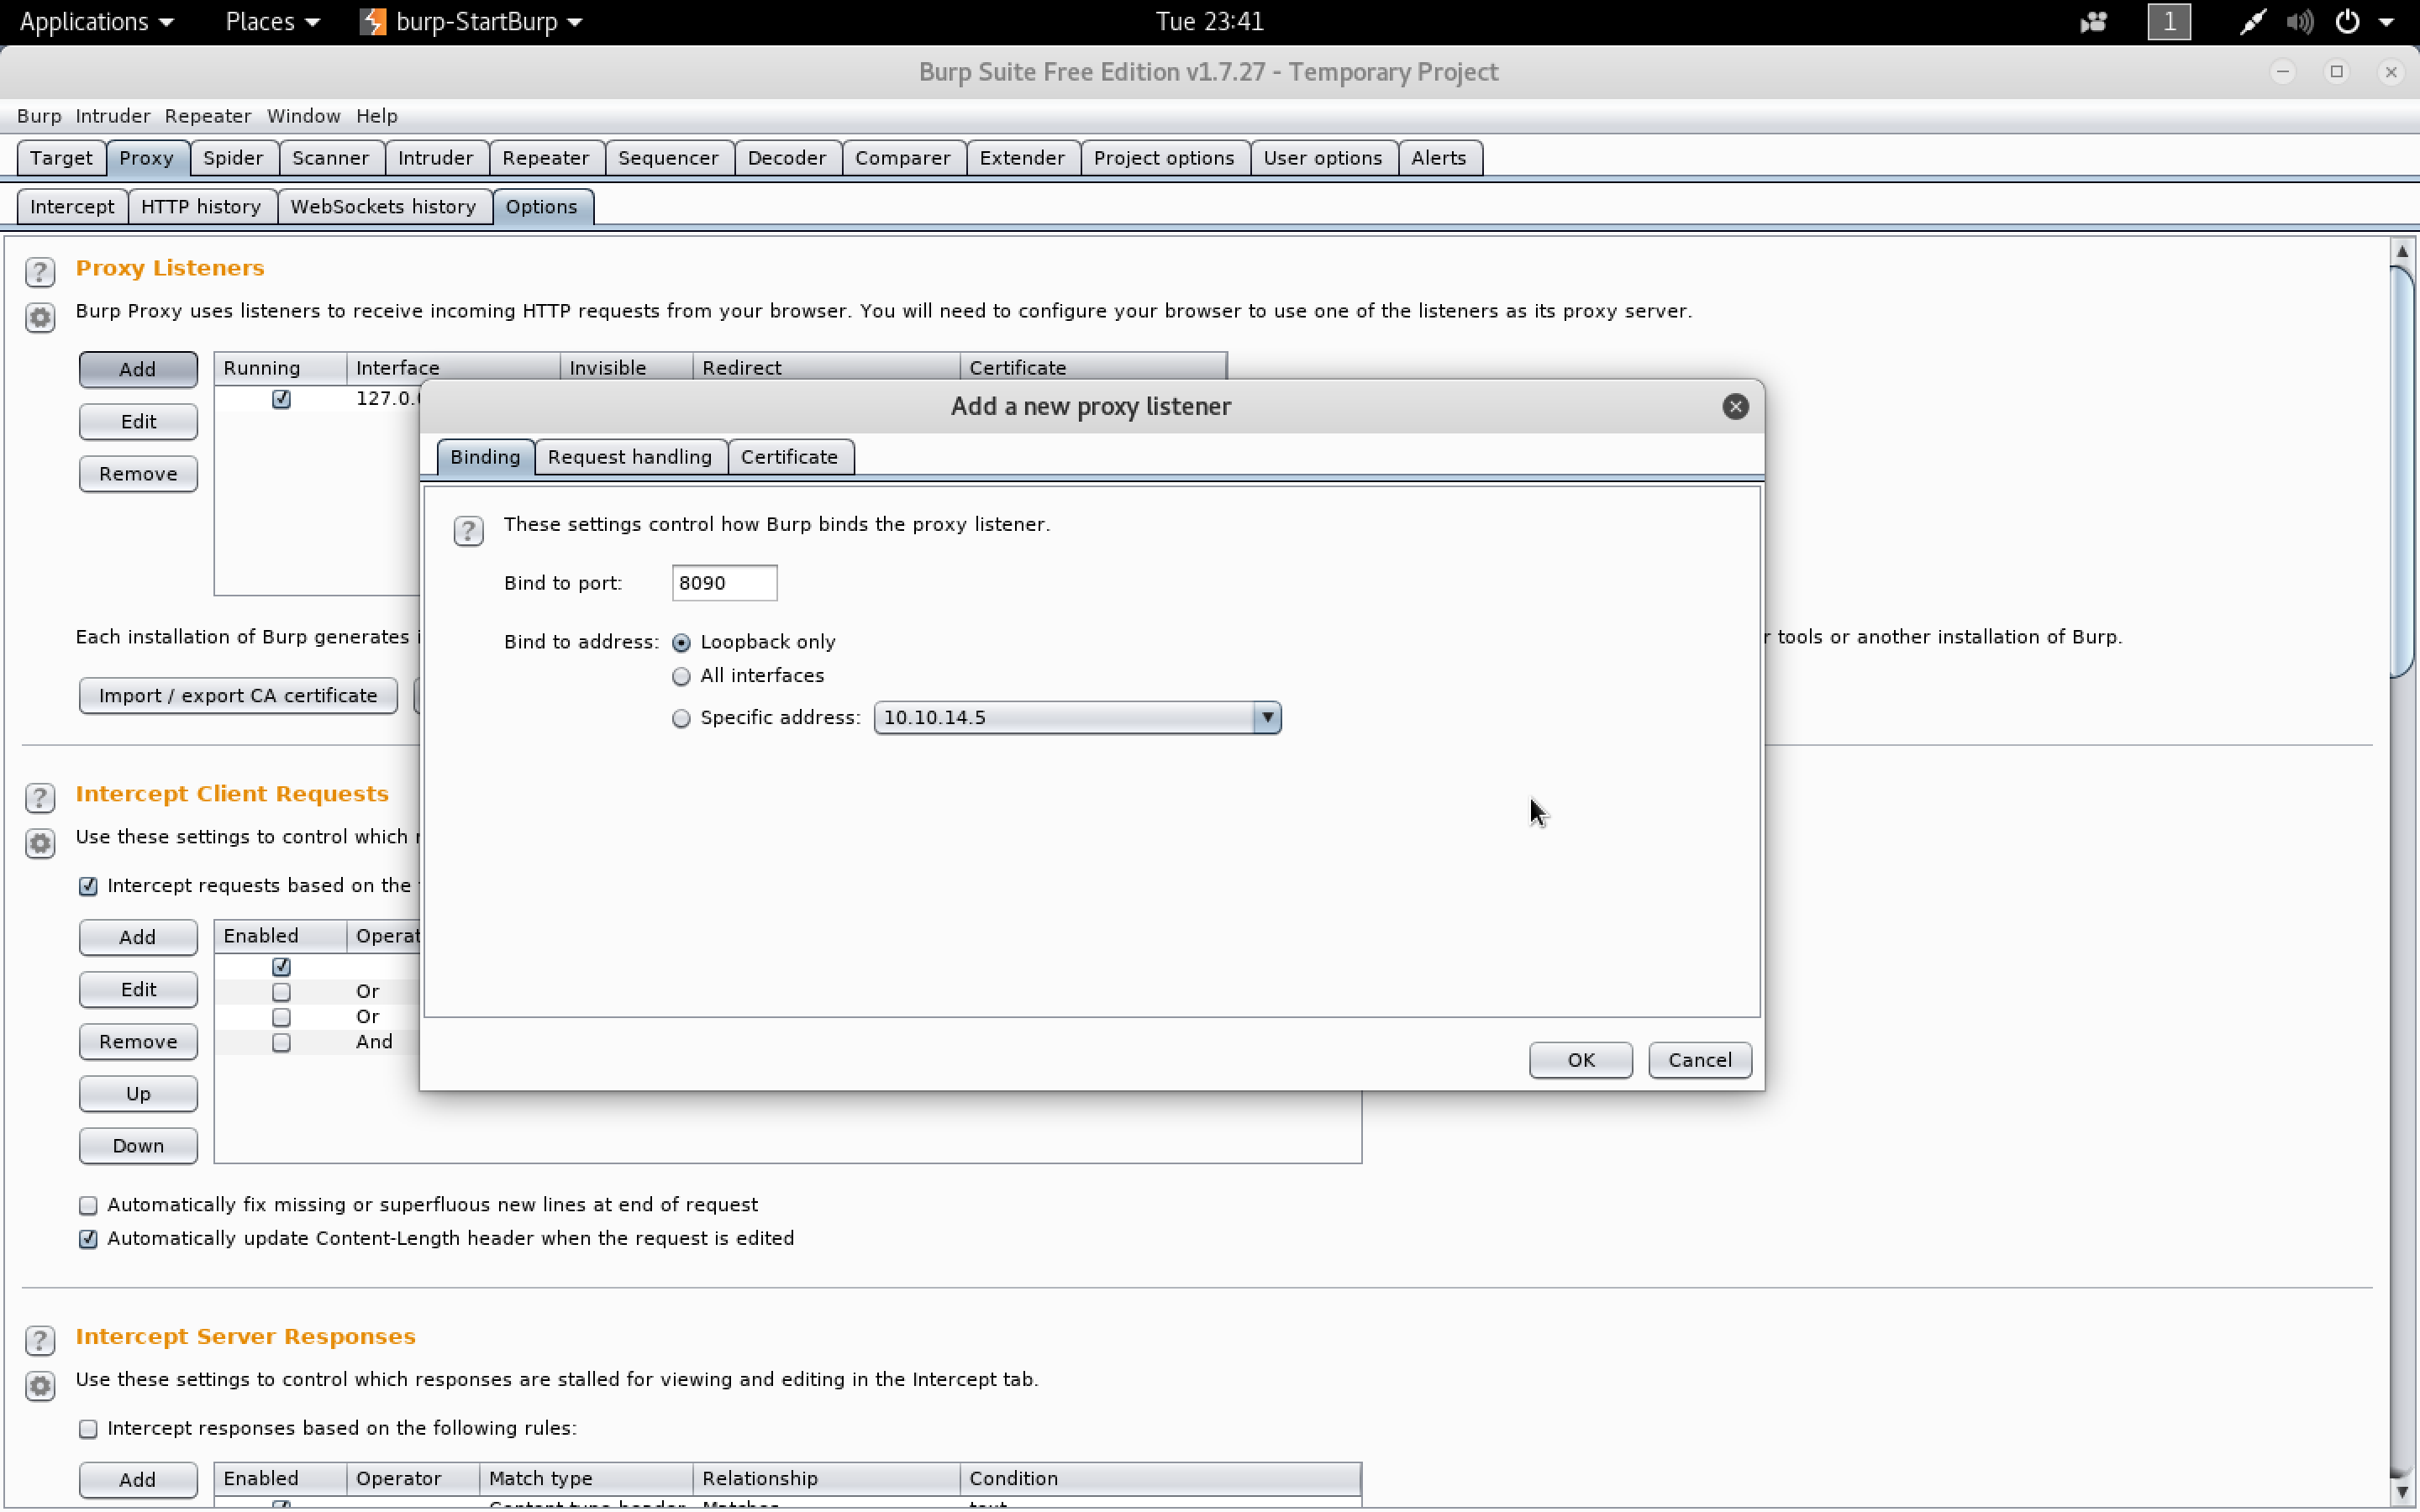 Applications Places burp-StartBurp Tue 23:41 1
Burp Suite Free Edition v1.7.27 - Temporary Project
Burp Intruder Repeater Window Help
Target Proxy Spider Scanner Intruder Repeater Sequencer Decoder Comparer Extender Project options User options Alerts
Intercept HTTP history WebSockets history Options
Proxy Listeners
Burp Proxy uses listeners to receive incoming HTTP requests from your browser. You will need to configure your browser to use one of the listeners as its proxy server.
Add Running Interface Invisible Redirect Certificate
127.0.
Edit
Remove
Add a new proxy listener
Binding Request handling Certificate
These settings control how Burp binds the proxy listener.
Bind to port: 8090
Bind to address: Loopback only
All interfaces
Specific address: 10.10.14.5
OK Cancel
Each installation of Burp generates tools or another installation of Burp.
Import / export CA certificate
Intercept Client Requests
Use these settings to control which
Intercept requests based on the
Add Enabled Operat
Edit Or
Or
Remove And
Up
Down
Automatically fix missing or superfluous new lines at end of request
Automatically update Content-Length header when the request is edited
Intercept Server Responses
Use these settings to control which responses are stalled for viewing and editing in the Intercept tab.
Intercept responses based on the following rules:
Add Enabled Operator Match type Relationship Condition
Content type header Matches text